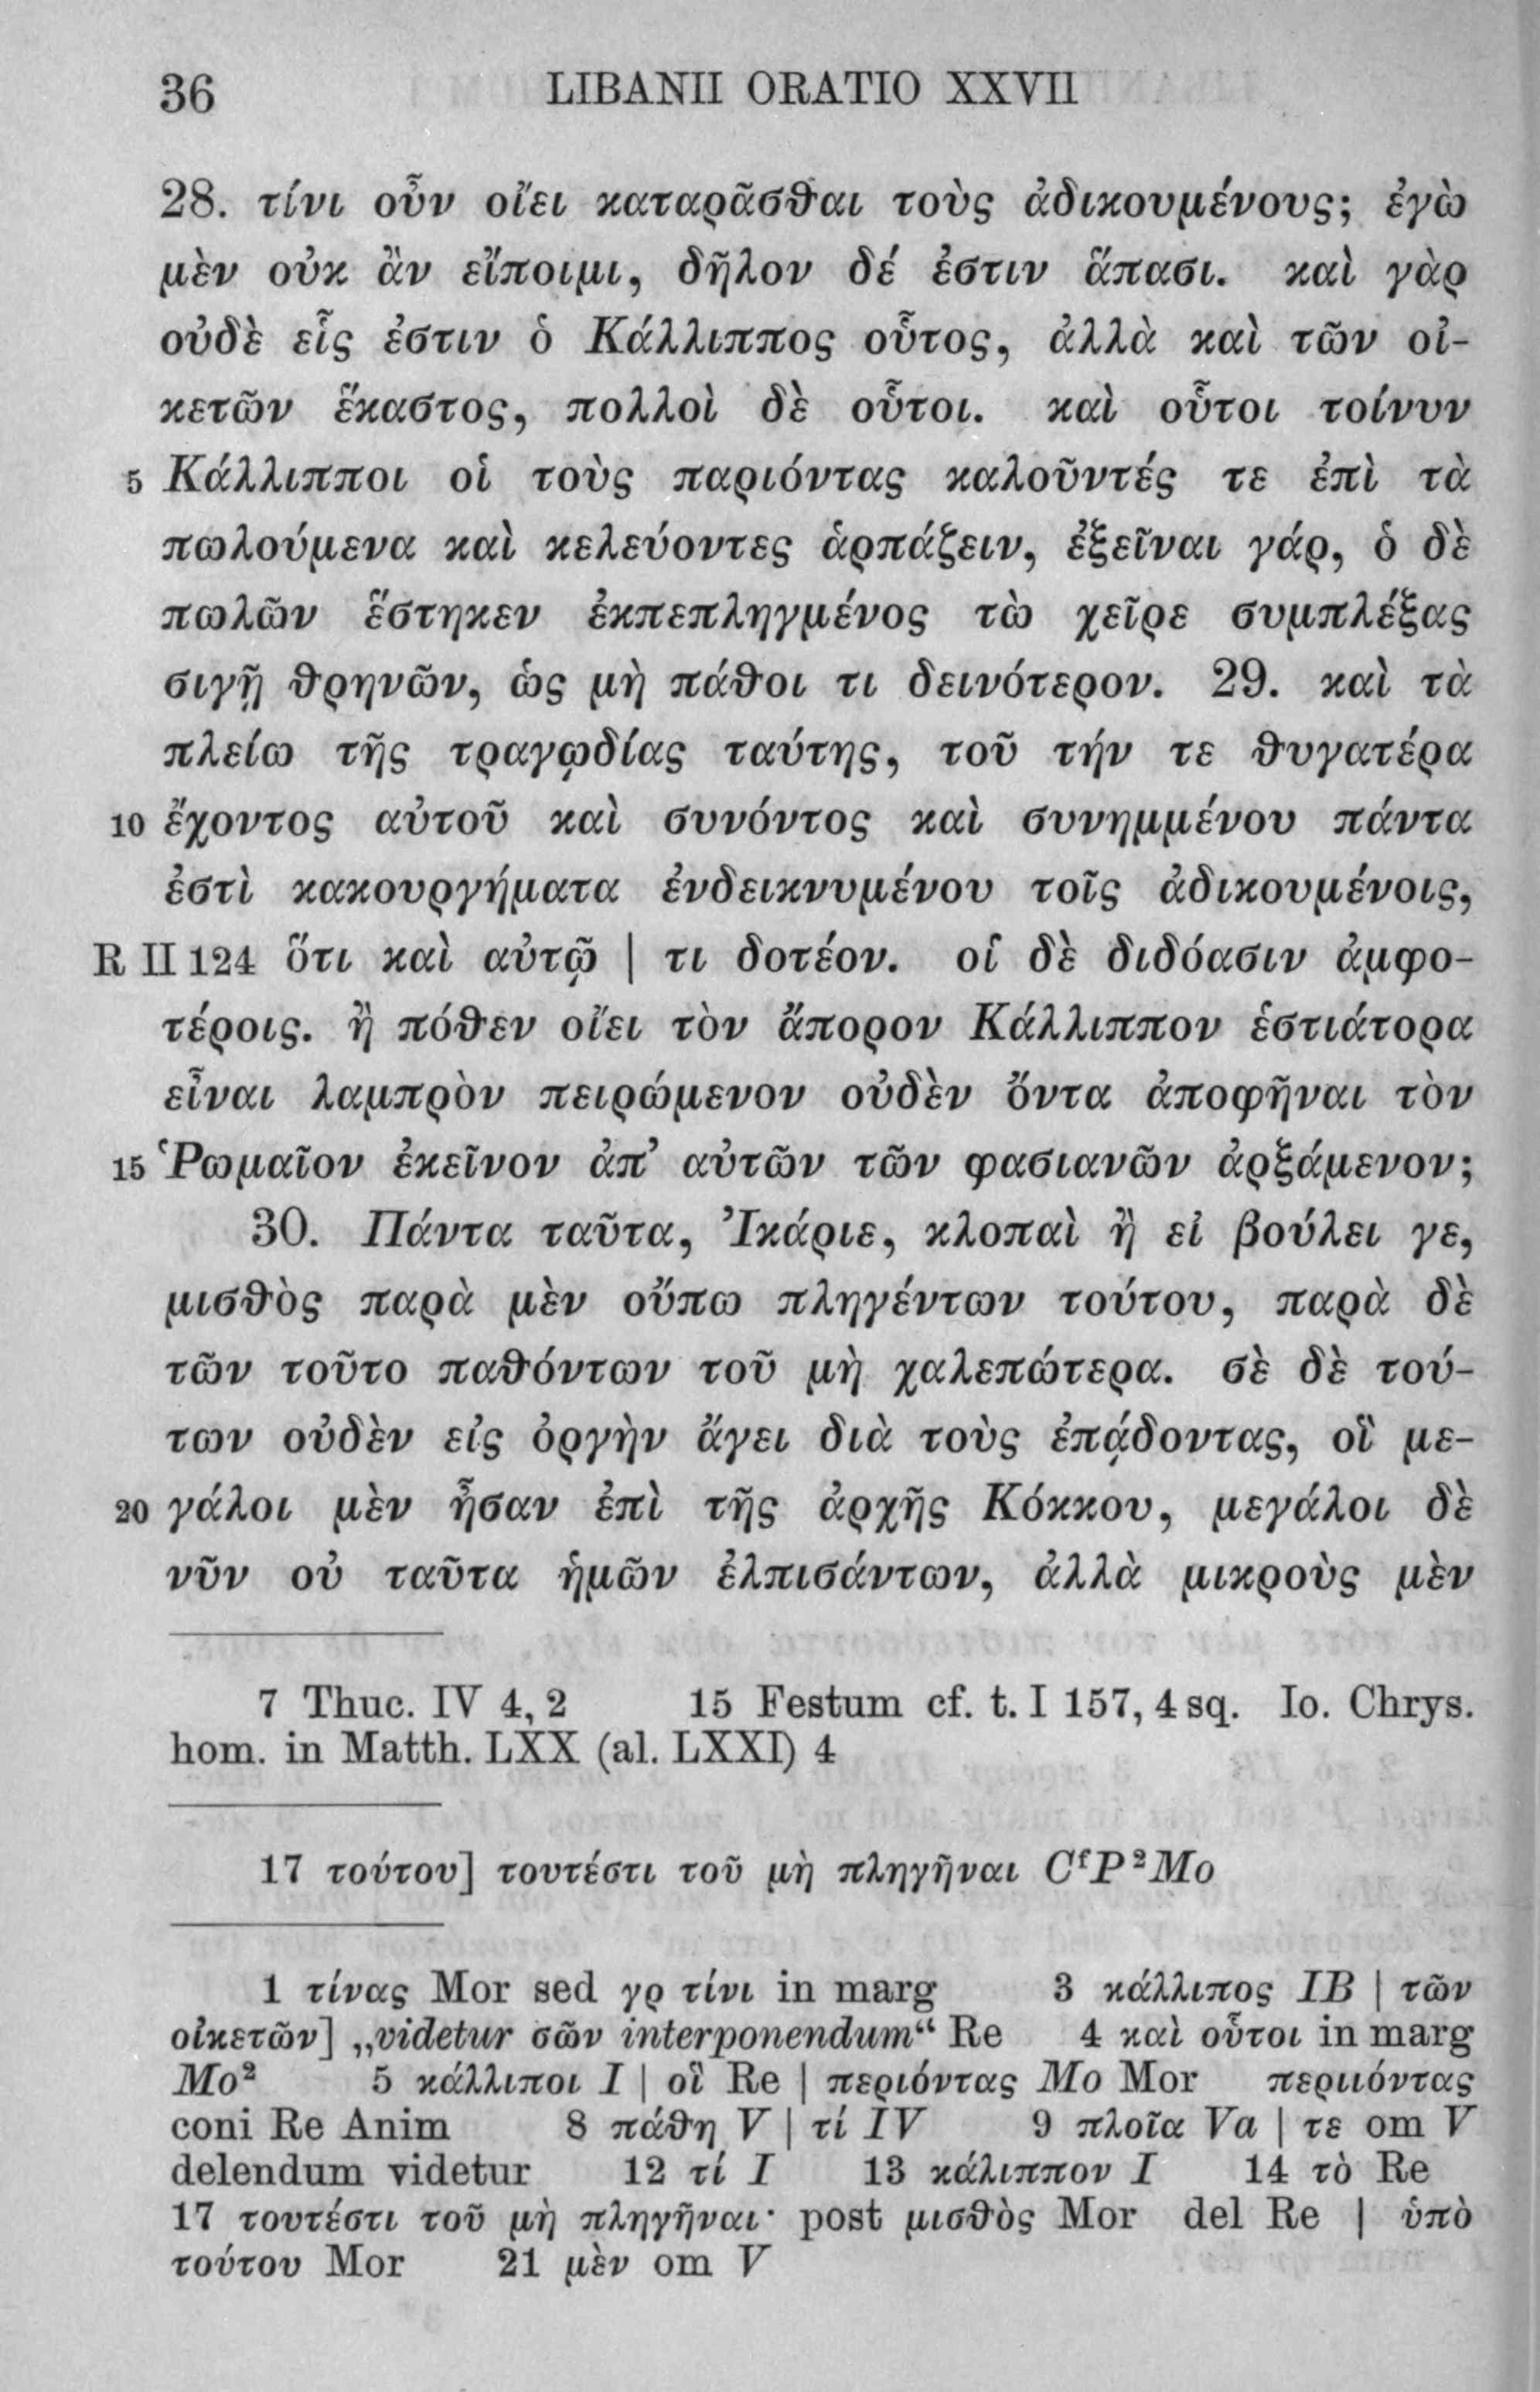 36 LIBANII ORATIO XXVII
28. τίνι οὖν οἴει καταρᾶσθαι τοὺς ἀδικουμένους; ἐγὼ
μὲν οὐκ ἂν εἴποιμι, δῆλον δέ ἐστιν ἅπασι. καὶ γὰρ
οὐδὲ εἷς ἐστιν ὁ Κάλλιππος οὗτος, ἀλλὰ καὶ τῶν οἰ-
κετῶν ἕκαστος, πολλοὶ δὲ οὗτοι. καὶ οὗτοι τοίνυν
5 Κάλλιπποι οἱ τοὺς παριόντας καλοῦντές τε ἐπὶ τὰ
πωλούμενα καὶ κελεύοντες ἁρπάζειν, ἐξεῖναι γάρ, ὁ δὲ
πωλῶν ἕστηκεν ἐκπεπληγμένος τὼ χεῖρε συμπλέξας
σιγῇ θρηνῶν, ὡς μὴ πάθοι τι δεινότερον. 29. καὶ τὰ
πλείω τῆς τραγῳδίας ταύτης, τοῦ τήν τε θυγατέρα
10 ἔχοντος αὐτοῦ καὶ συνόντος καὶ συνημμένου πάντα
ἐστὶ κακουργήματα ἐνδεικνυμένου τοῖς ἀδικουμένοις,
R II 124 ὅτι καὶ αὐτῷ | τι δοτέον. οἱ δὲ διδόασιν ἀμφο-
τέροις. ἢ πόθεν οἴει τὸν ἄπορον Κάλλιππον ἑστιάτορα
εἶναι λαμπρὸν πειρώμενον οὐδὲν ὄντα ἀποφῆναι τὸν
15 Ῥωμαῖον ἐκεῖνον ἀπ’ αὐτῶν τῶν φασιανῶν ἀρξάμενον;
30. Πάντα ταῦτα, Ἰκάριε, κλοπαὶ ἢ εἰ βούλει γε,
μισθὸς παρὰ μὲν οὔπω πληγέντων τούτου, παρὰ δὲ
τῶν τοῦτο παθόντων τοῦ μὴ χαλεπώτερα. σὲ δὲ τού-
των οὐδὲν εἰς ὀργὴν ἄγει διὰ τοὺς ἐπᾴδοντας, οἳ με-
20 γάλοι μὲν ἦσαν ἐπὶ τῆς ἀρχῆς Κόκκου, μεγάλοι δὲ
νῦν οὐ ταῦτα ἡμῶν ἐλπισάντων, ἀλλὰ μικροὺς μὲν
7 Thuc. IV 4, 2 15 Festum cf. t. I 157, 4 sq. Io. Chrys.
hom. in Matth. LXX (al. LXXI) 4
17 τούτου] τουτέστι τοῦ μὴ πληγῆναι CᶠP²Mo
1 τίνας Mor sed γρ τίνι in marg 3 κάλλιπος IB | τῶν
οἰκετῶν] „videtur σῶν interponendum“ Re 4 καὶ οὗτοι in marg
Mo² 5 κάλλιποι I | οἳ Re | περιόντας Mo Mor περιιόντας
coni Re Anim 8 πάθη V | τί IV 9 πλοῖα Va | τε om V
delendum videtur 12 τί I 13 κάλιππον I 14 τὸ Re
17 τουτέστι τοῦ μὴ πληγῆναι· post μισθὸς Mor del Re | ὑπὸ
τούτου Mor 21 μὲν om V